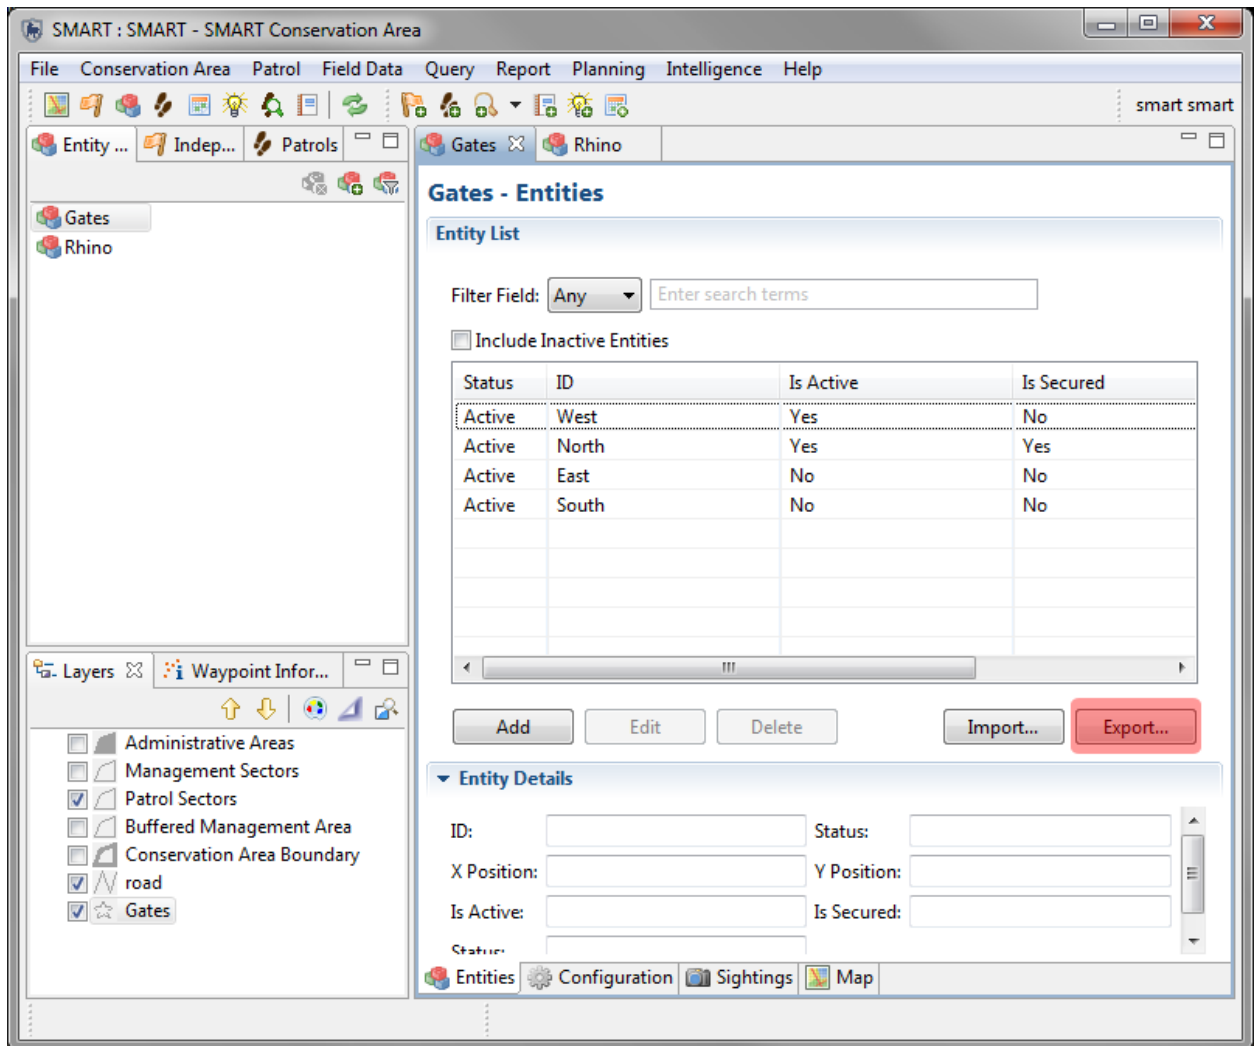 SMART : SMART - SMART Conservation Area
File Conservation Area Patrol Field Data Query Report Planning Intelligence Help
smart smart
Entity ... Indep... Patrols
Gates
Rhino
Gates Rhino
Gates - Entities
Entity List
Filter Field: Any Enter search terms
Include Inactive Entities
Status ID Is Active Is Secured
Active West Yes No
Active North Yes Yes
Active East No No
Active South No No
Add Edit Delete Import... Export...
Layers Waypoint Infor...
Administrative Areas
Management Sectors
Patrol Sectors
Buffered Management Area
Conservation Area Boundary
road
Gates
Entity Details
ID: Status:
X Position: Y Position:
Is Active: Is Secured:
Status:
Entities Configuration Sightings Map